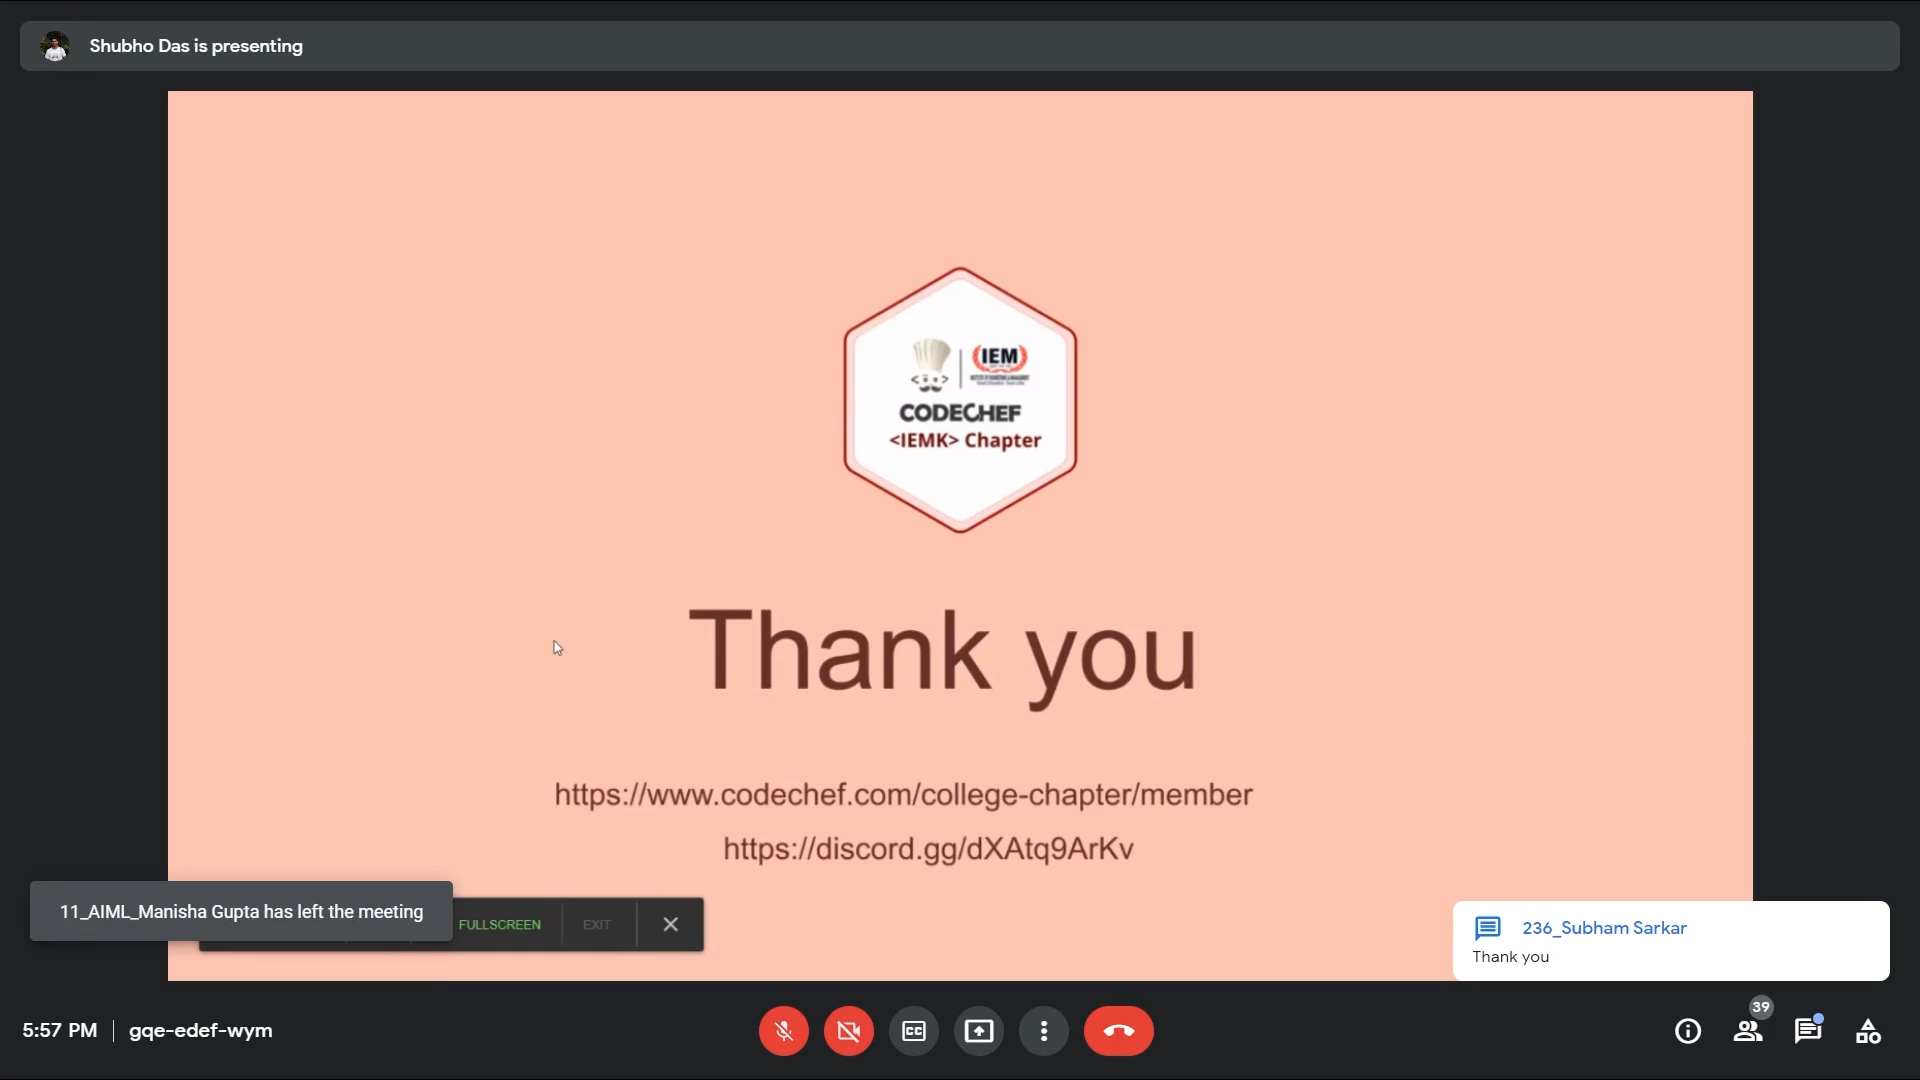 Shubho Das is presenting
IEM
CODECHEF
<IEMK> Chapter
Thank you
https://www.codechef.com/college-chapter/member
https://discord.gg/dXAtq9ArKv
11_AIML_Manisha Gupta has left the meeting
FULLSCREEN
EXIT
236_Subham Sarkar
Thank you
5:57 PM
gqe-edef-wym
CC
39